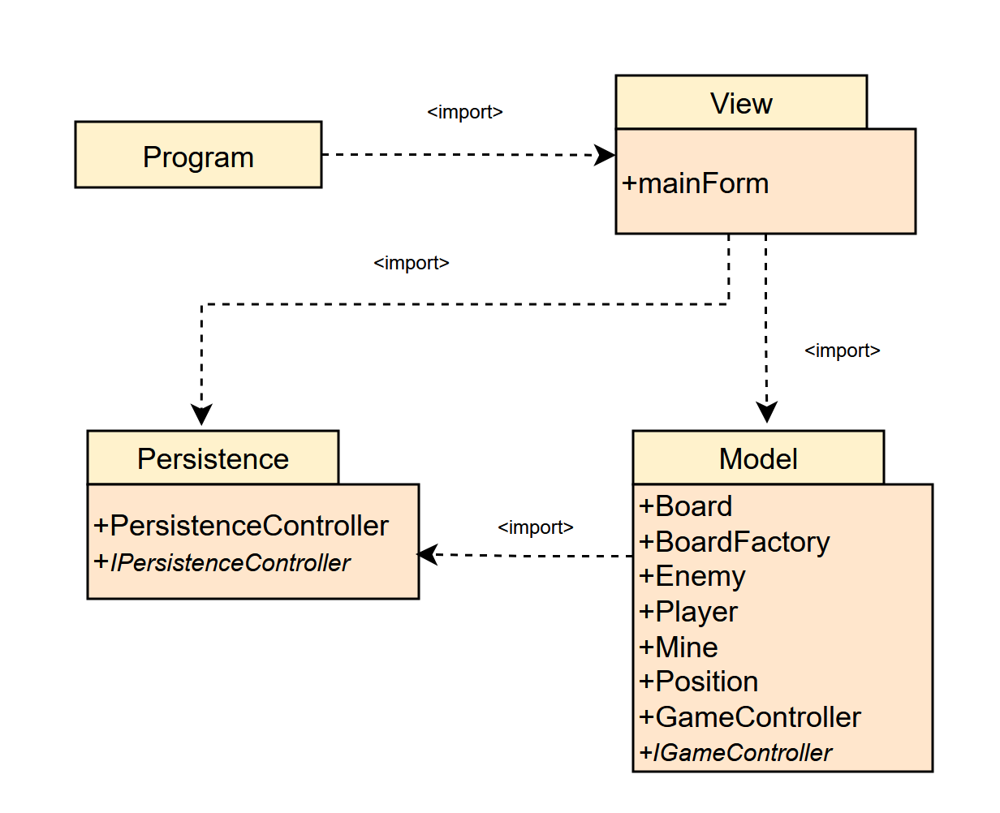 View
<import>
Program
+mainForm
<import>
<import>
Persistence
+PersistenceController
+IPersistenceController
<import>
Model
+Board
+BoardFactory
+Enemy
+Player
+Mine
+Position
+GameController
+IGameController